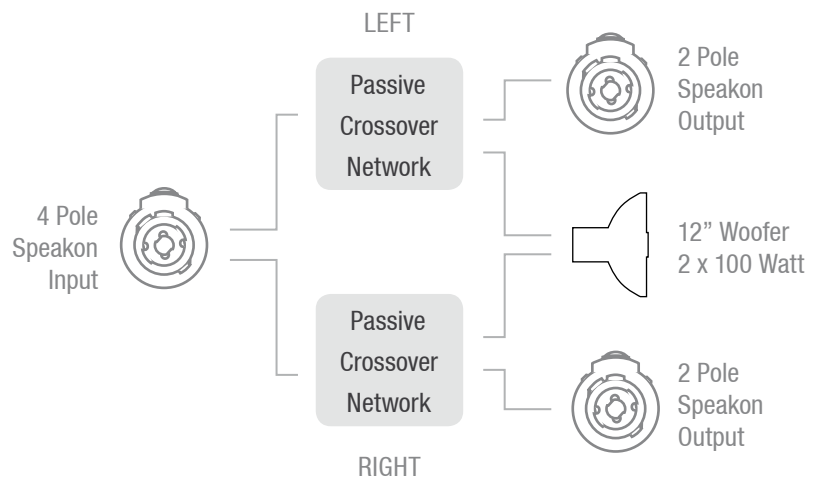 LEFT
Passive
Crossover
Network
2 Pole
Speakon
Output
4 Pole
Speakon
Input
12” Woofer
2 x 100 Watt
Passive
Crossover
Network
2 Pole
Speakon
Output
RIGHT